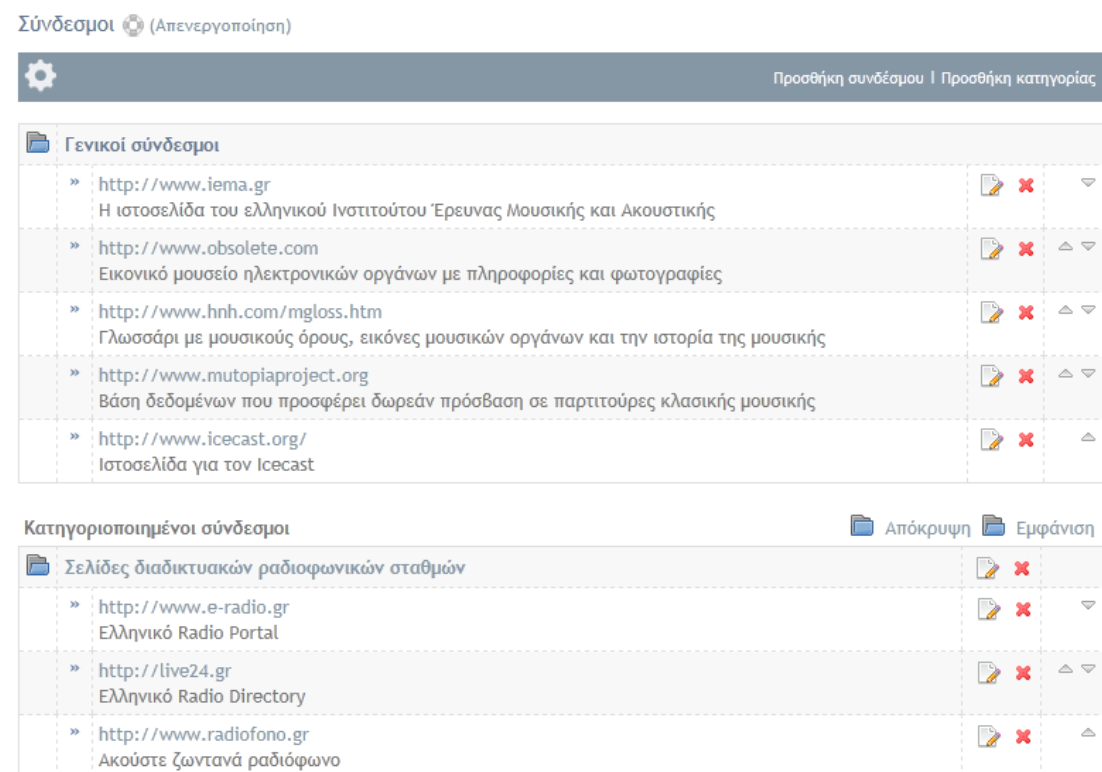 Σύνδεσμοι (Απενεργοποίηση)
Προσθήκη συνδέσμου | Προσθήκη κατηγορίας
Γενικοί σύνδεσμοι
» http://www.iema.gr
Η ιστοσελίδα του ελληνικού Ινστιτούτου Έρευνας Μουσικής και Ακουστικής
» http://www.obsolete.com
Εικονικό μουσείο ηλεκτρονικών οργάνων με πληροφορίες και φωτογραφίες
» http://www.hnh.com/mgloss.htm
Γλωσσάρι με μουσικούς όρους, εικόνες μουσικών οργάνων και την ιστορία της μουσικής
» http://www.mutopiaproject.org
Βάση δεδομένων που προσφέρει δωρεάν πρόσβαση σε παρτιτούρες κλασικής μουσικής
» http://www.icecast.org/
Ιστοσελίδα για τον Icecast
Κατηγοριοποιημένοι σύνδεσμοι Απόκρυψη Εμφάνιση
Σελίδες διαδικτυακών ραδιοφωνικών σταθμών
» http://www.e-radio.gr
Ελληνικό Radio Portal
» http://live24.gr
Ελληνικό Radio Directory
» http://www.radiofono.gr
Ακούστε ζωντανά ραδιόφωνο